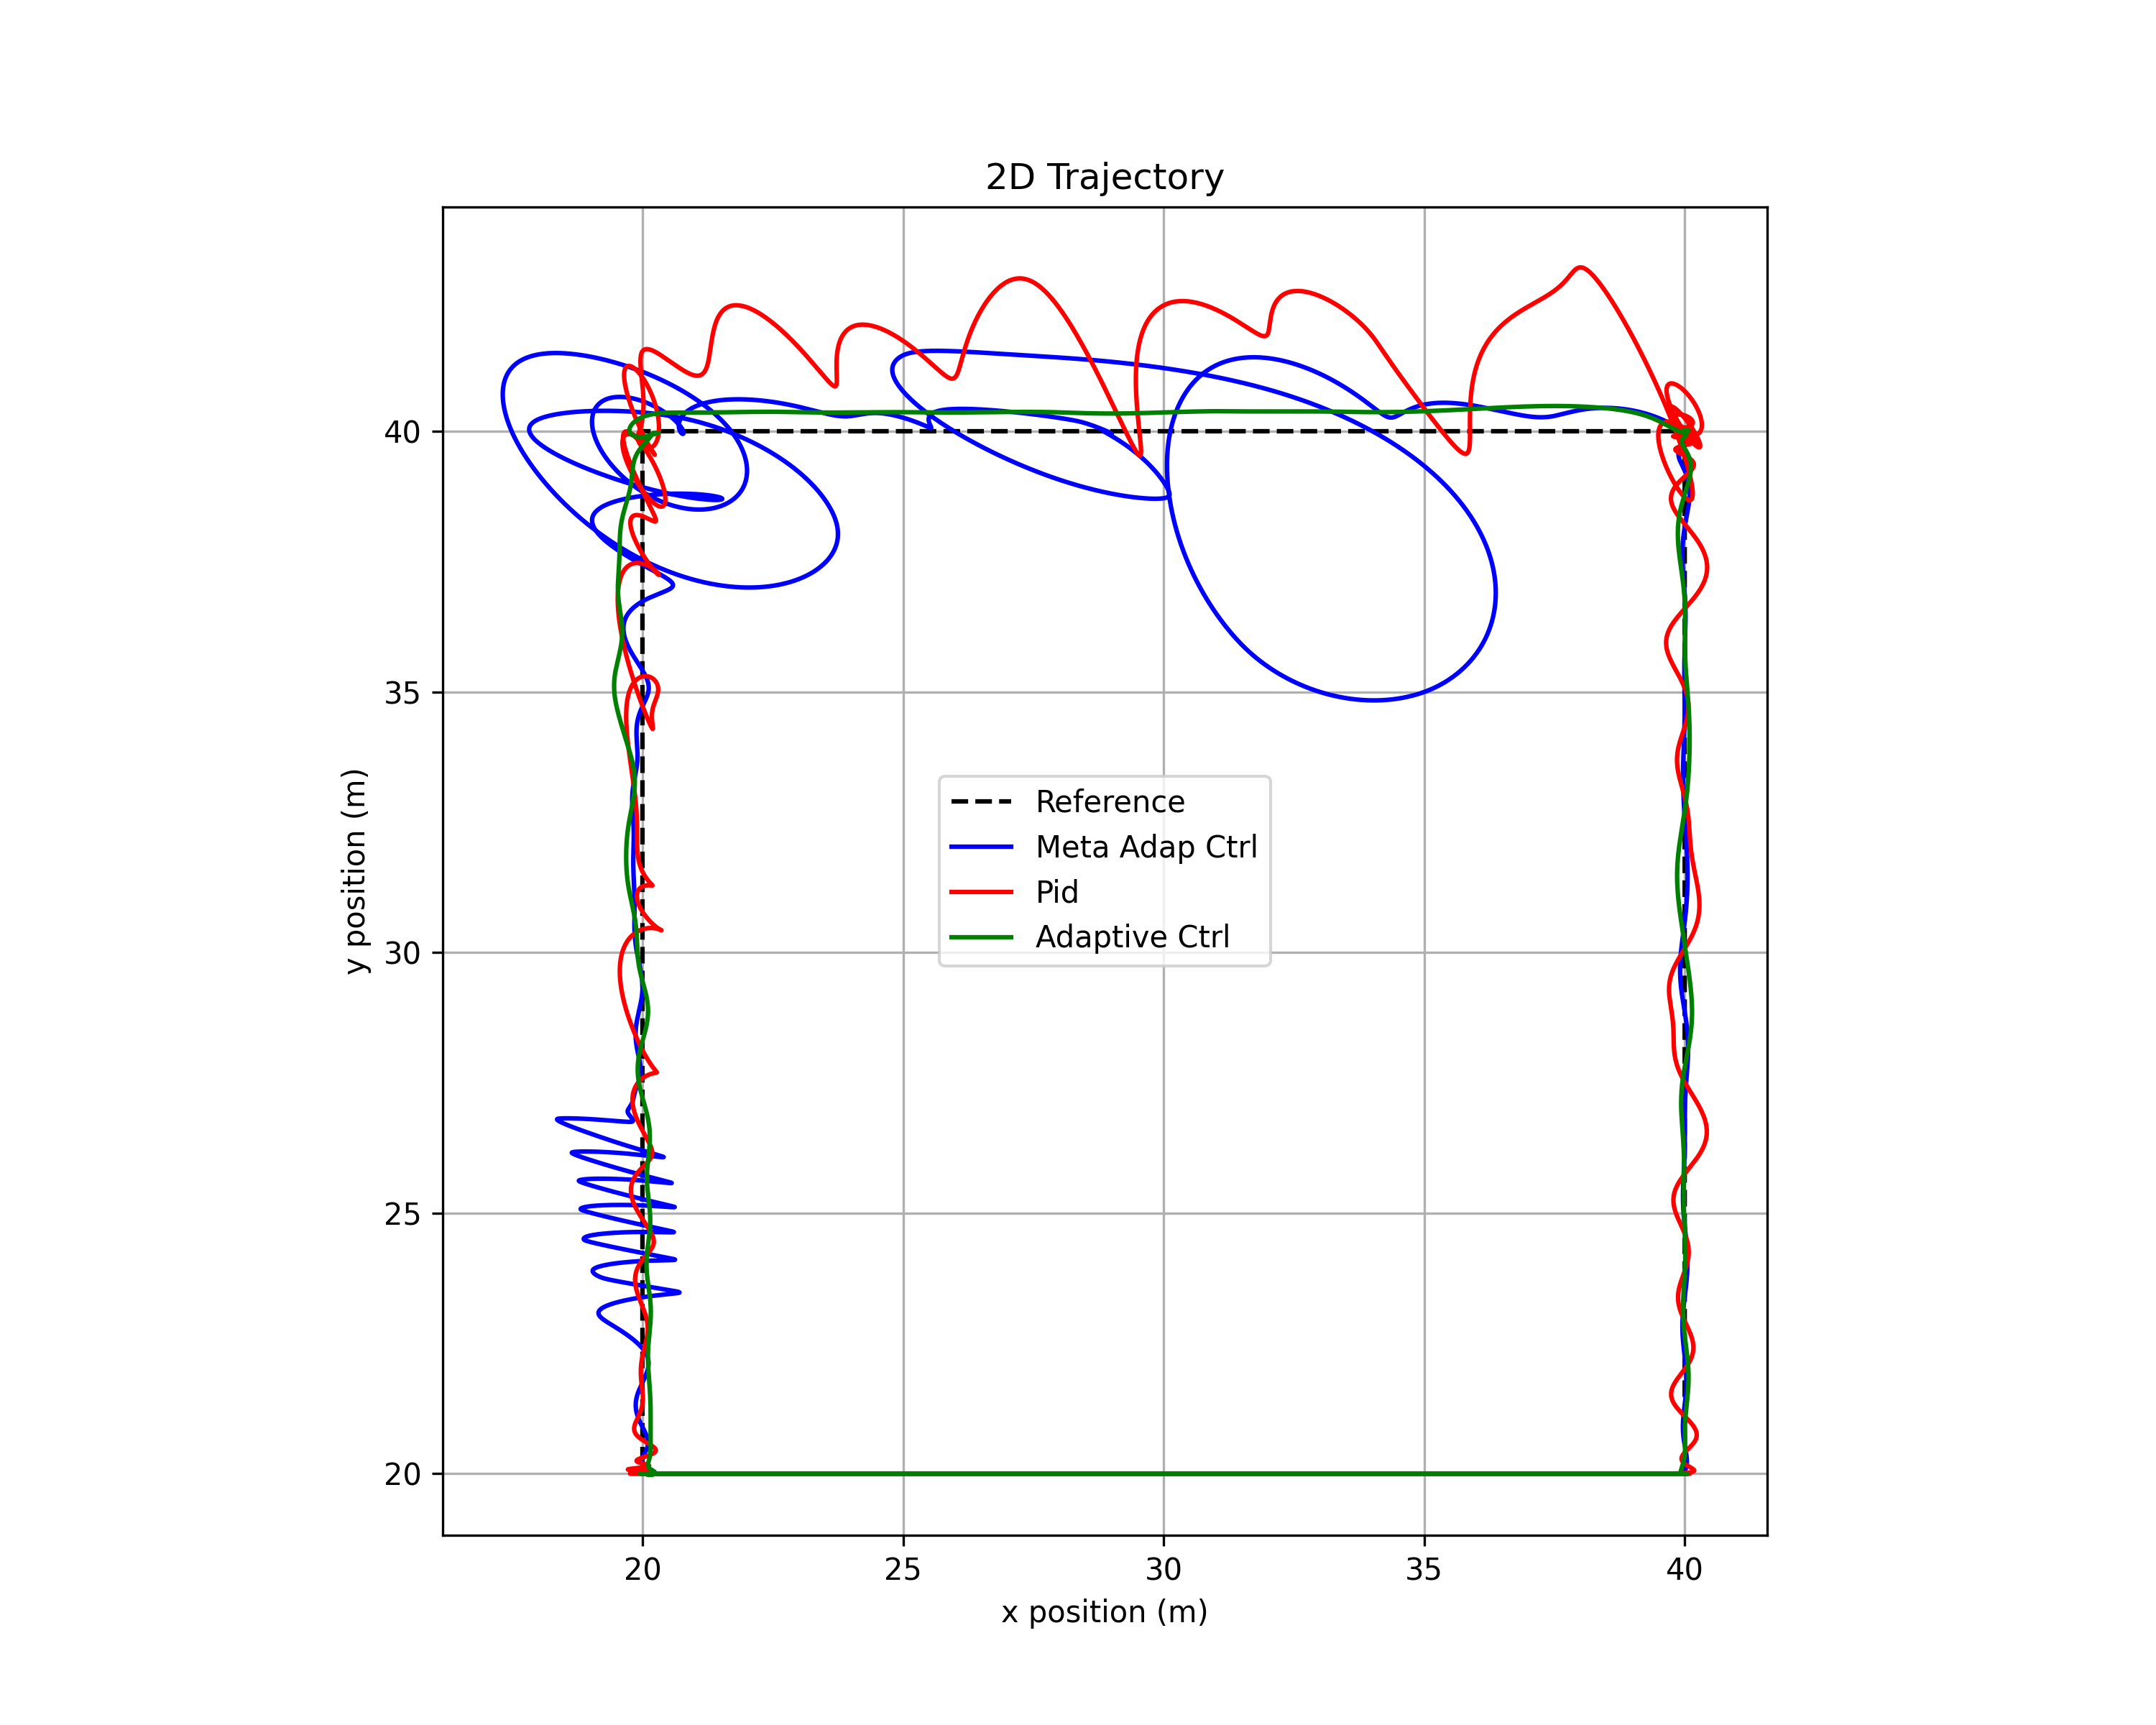 2D Trajectory
40
35
30
25
20
y position (m)
Reference
Meta Adap Ctrl
Pid
Adaptive Ctrl
20
25
30
35
40
x position (m)